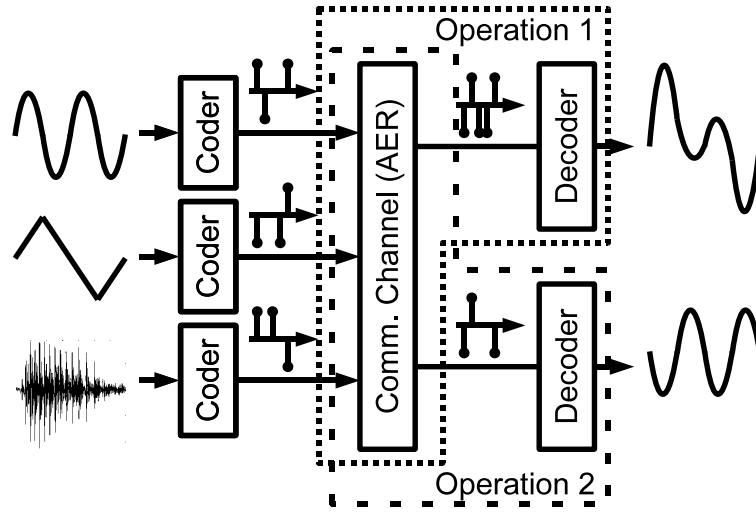 Operation 1
Coder
Coder
Coder
Comm. Channel (AER)
Decoder
Decoder
Operation 2